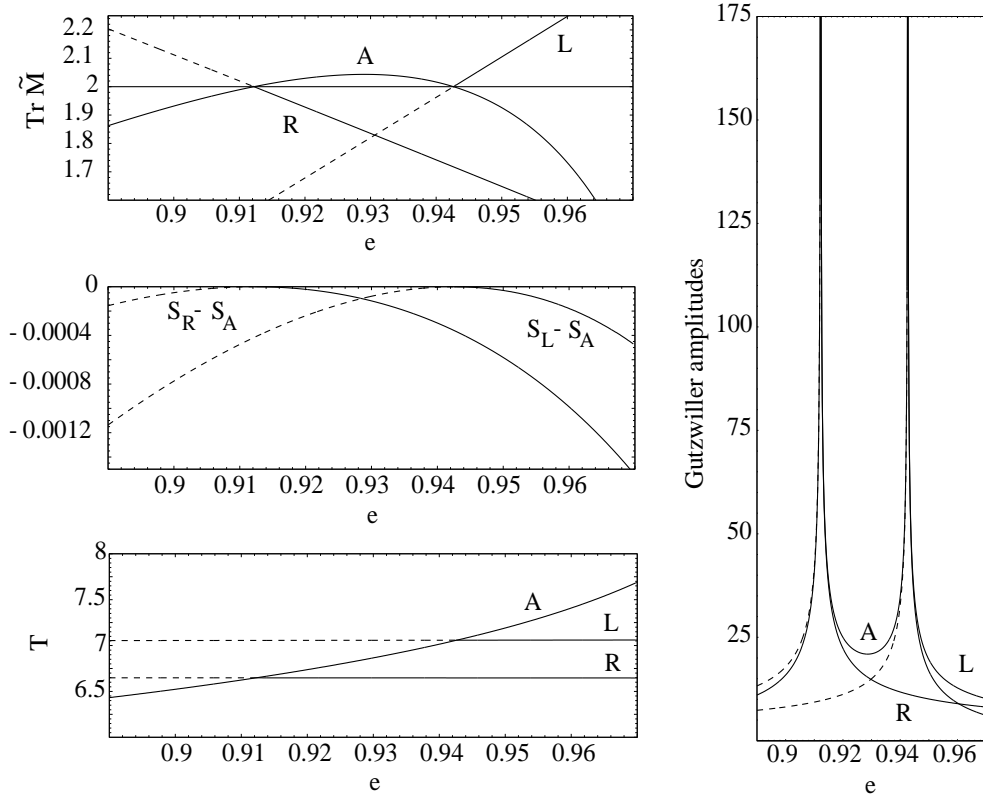 2.2
2.1
2
1.9
1.8
1.7
Tr M̃
A
L
R
0.9 0.91 0.92 0.93 0.94 0.95 0.96
e
0
- 0.0004
- 0.0008
- 0.0012
S_R - S_A
S_L - S_A
0.9 0.91 0.92 0.93 0.94 0.95 0.96
e
8
7.5
7
6.5
T
A
L
R
0.9 0.91 0.92 0.93 0.94 0.95 0.96
e
175
150
125
100
75
50
25
Gutzwiller amplitudes
A
L
R
0.9 0.92 0.94 0.96
e